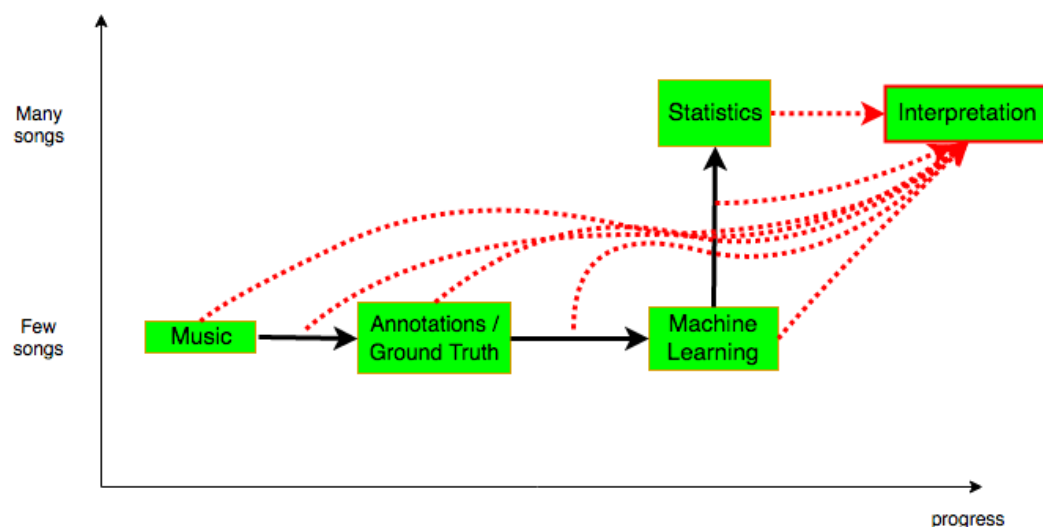 Many
songs
Statistics
Interpretation
Few
songs
Music
Annotations /
Ground Truth
Machine
Learning
progress